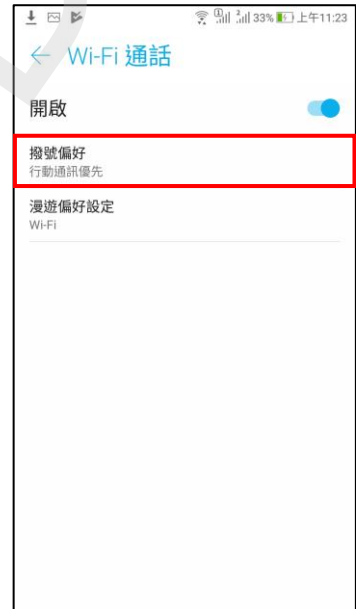 33% 上午11:23
Wi-Fi 通話
開啟
撥號偏好
行動通訊優先
漫遊偏好設定
Wi-Fi